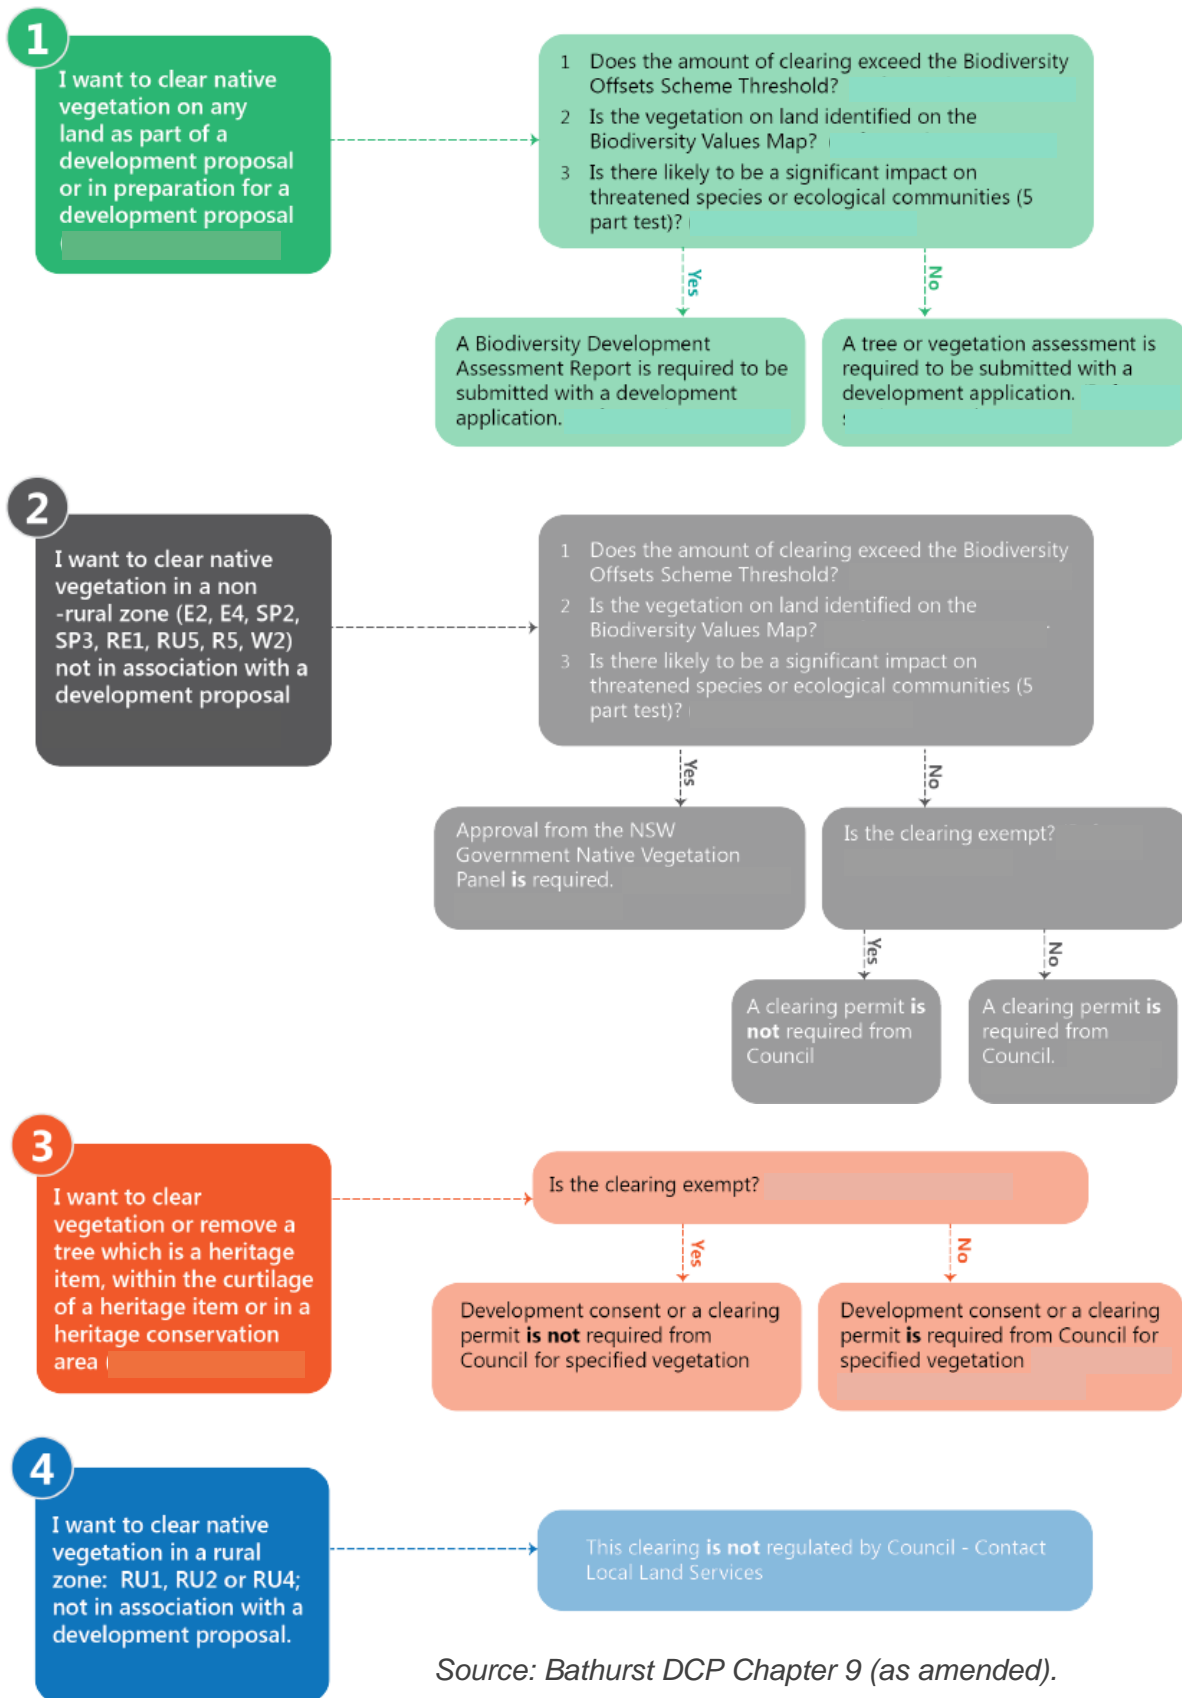 1
I want to clear native
vegetation on any
land as part of a
development proposal
or in preparation for a
development proposal
(
1 Does the amount of clearing exceed the Biodiversity
Offsets Scheme Threshold?
2 Is the vegetation on land identified on the
Biodiversity Values Map? (
3 Is there likely to be a significant impact on
threatened species or ecological communities (5
part test)? (
Yes
No
A Biodiversity Development
Assessment Report is required to be
submitted with a development
application.
A tree or vegetation assessment is
required to be submitted with a
development application.
2
I want to clear native
vegetation in a non
-rural zone (E2, E4, SP2,
SP3, RE1, RU5, R5, W2)
not in association with a
development proposal
1 Does the amount of clearing exceed the Biodiversity
Offsets Scheme Threshold?
2 Is the vegetation on land identified on the
Biodiversity Values Map?
3 Is there likely to be a significant impact on
threatened species or ecological communities (5
part test)? (
Yes
No
Approval from the NSW
Government Native Vegetation
Panel is required.
Is the clearing exempt?
Yes
No
A clearing permit is
not required from
Council
A clearing permit is
required from
Council.
3
I want to clear
vegetation or remove a
tree which is a heritage
item, within the curtilage
of a heritage item or in a
heritage conservation
area (
Is the clearing exempt?
Yes
No
Development consent or a clearing
permit is not required from
Council for specified vegetation
Development consent or a clearing
permit is required from Council for
specified vegetation
4
I want to clear native
vegetation in a rural
zone: RU1, RU2 or RU4;
not in association with a
development proposal.
This clearing is not regulated by Council - Contact
Local Land Services
Source: Bathurst DCP Chapter 9 (as amended).